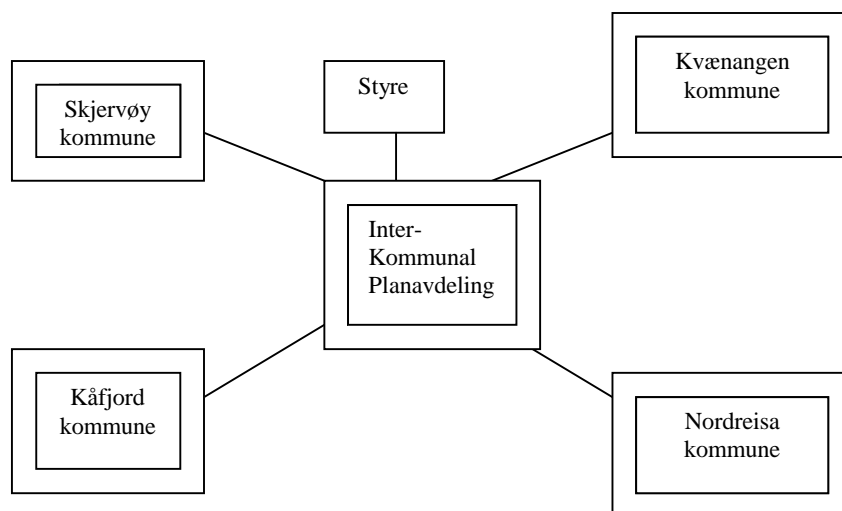 Skjervøy
kommune
Styre
Kvænangen
kommune
Inter-
Kommunal
Planavdeling
Kåfjord
kommune
Nordreisa
kommune